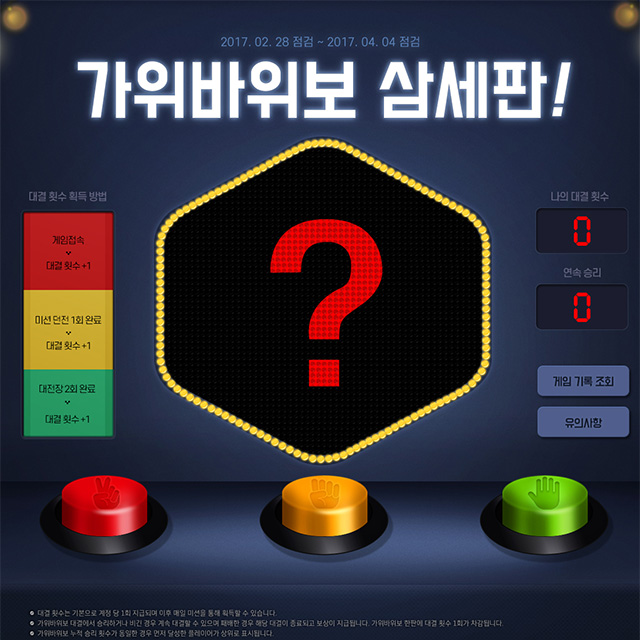 2017. 02. 28 점검 ~ 2017. 04. 04 점검
가위바위보 삼세판!
대결 횟수 획득 방법
게임접속
대결 횟수 +1
미션 던전 1회 완료
대결 횟수 +1
대전장 2회 완료
대결 횟수 +1
?
나의 대결 횟수
0
연속 승리
0
게임 기록 조회
유의사항
대결 횟수는 기본으로 계정 당 1회 지급되며 이후 매일 미션을 통해 획득할 수 있습니다.
가위바위보 대결에서 승리하거나 비긴 경우 계속 대결할 수 있으며 패배한 경우 해당 대결이 종료되고 보상이 지급됩니다. 가위바위보 한판에 대결 횟수 1회가 차감됩니다.
가위바위보 누적 승리 횟수가 동일한 경우 먼저 달성한 플레이어가 상위로 표시됩니다.